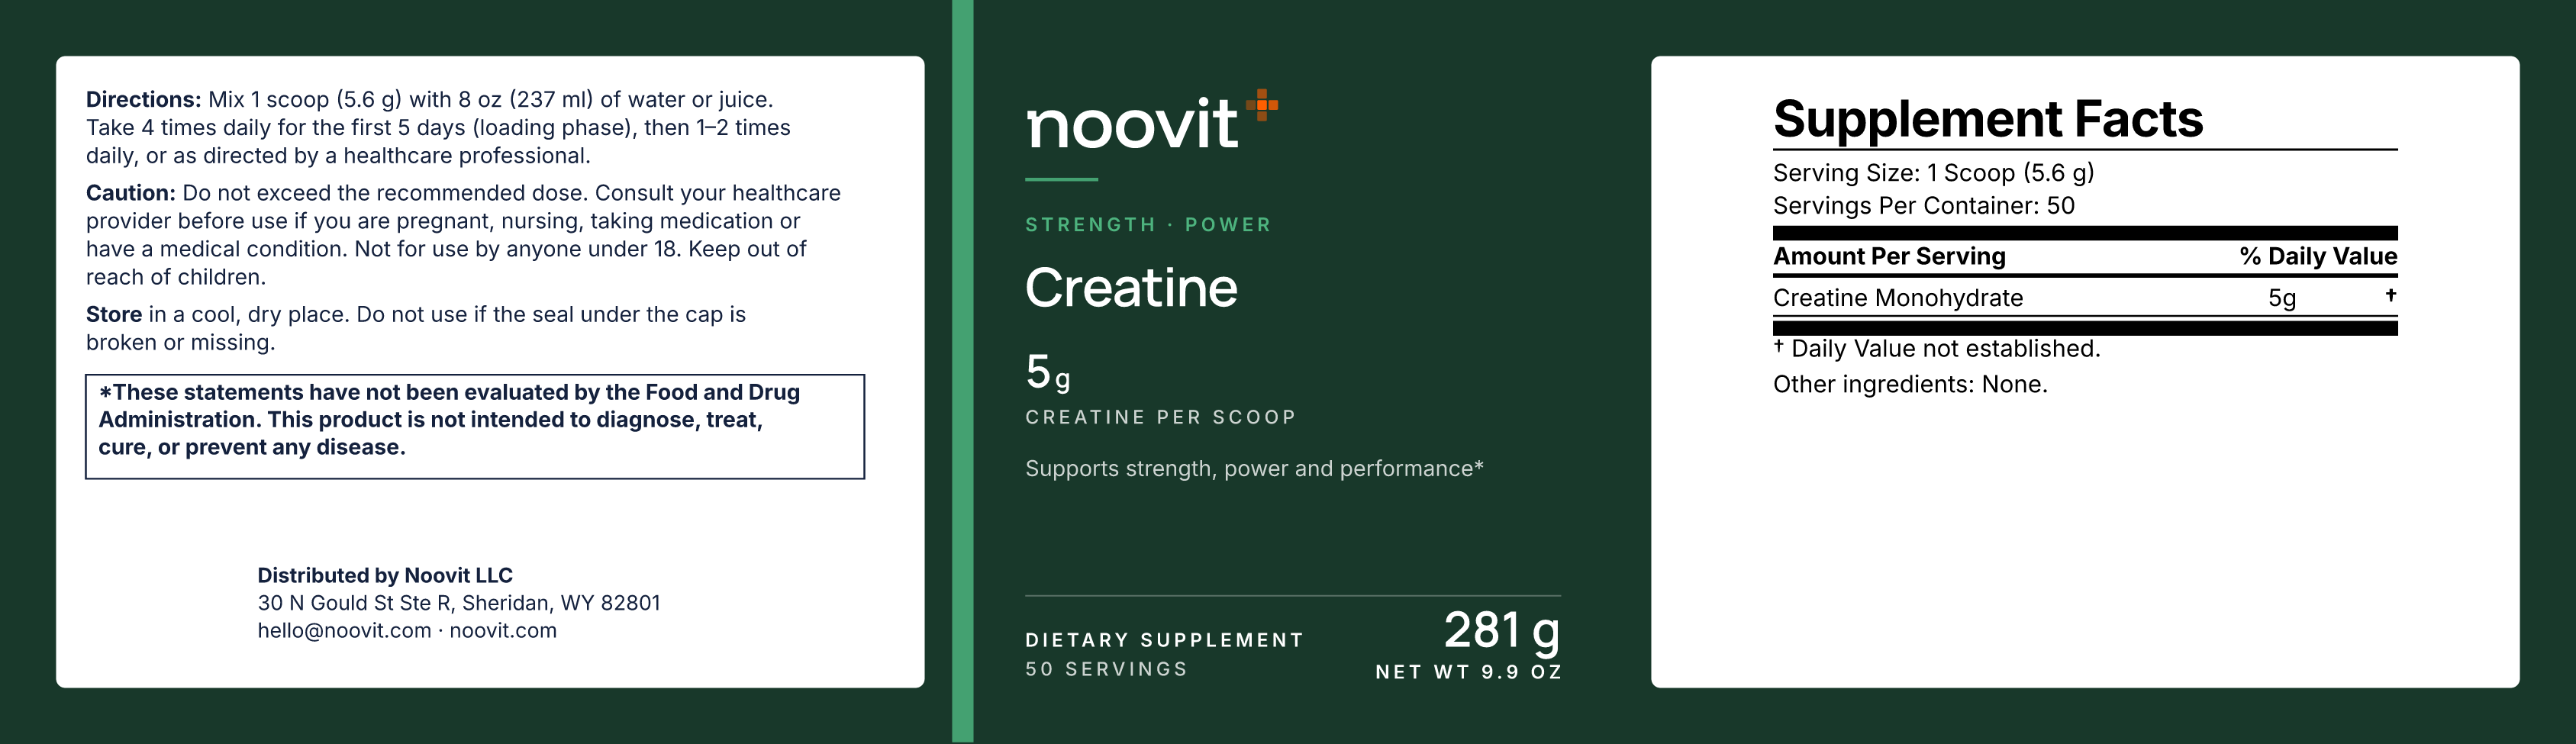 Directions: Mix 1 scoop (5.6 g) with 8 oz (237 ml) of water or juice.
Take 4 times daily for the first 5 days (loading phase), then 1–2 times
daily, or as directed by a healthcare professional.
Caution: Do not exceed the recommended dose. Consult your healthcare
provider before use if you are pregnant, nursing, taking medication or
have a medical condition. Not for use by anyone under 18. Keep out of
reach of children.
Store in a cool, dry place. Do not use if the seal under the cap is
broken or missing.
*These statements have not been evaluated by the Food and Drug
Administration. This product is not intended to diagnose, treat,
cure, or prevent any disease.
Distributed by Noovit LLC
30 N Gould St Ste R, Sheridan, WY 82801
hello@noovit.com · noovit.com
noovit
STRENGTH · POWER
Creatine
5 g
CREATINE PER SCOOP
Supports strength, power and performance*
DIETARY SUPPLEMENT
50 SERVINGS
281 g
NET WT 9.9 OZ
Supplement Facts
Serving Size: 1 Scoop (5.6 g)
Servings Per Container: 50
Amount Per Serving % Daily Value
Creatine Monohydrate 5g †
† Daily Value not established.
Other ingredients: None.